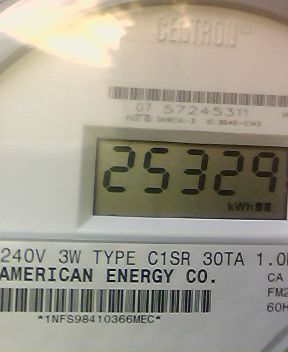 CENTRON®
07 57245311
25329
kWh
240V 3W TYPE C1SR 30TA 1.0
AMERICAN ENERGY CO.
CA
FM2
60H
*1NFS98410366MEC*